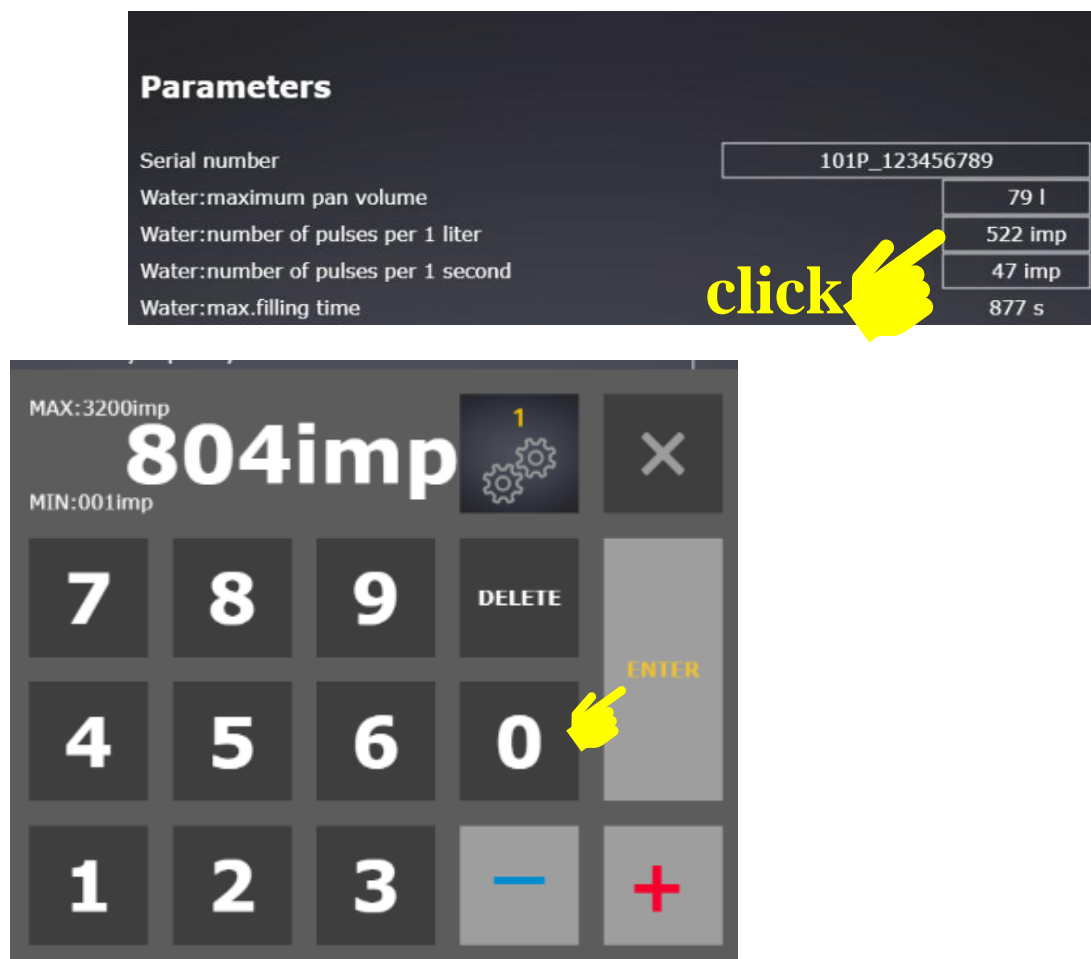 Parameters
Serial number 101P_123456789
Water:maximum pan volume 79 l
Water:number of pulses per 1 liter 522 imp
Water:number of pulses per 1 second 47 imp
Water:max.filling time 877 s
click
MAX:3200imp
804imp
MIN:001imp
1
7 8 9 DELETE
ENTER
4 5 6 0
1 2 3 − +